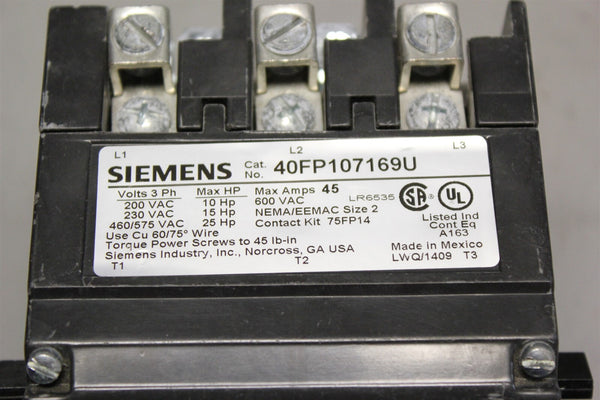 L1 L2 L3
SIEMENS Cat. No. 40FP107169U
Volts 3 Ph Max HP Max Amps 45
200 VAC 10 Hp 600 VAC LR6535
230 VAC 15 Hp NEMA/EEMAC Size 2
460/575 VAC 25 Hp Contact Kit 75FP14
Use Cu 60/75° Wire
Torque Power Screws to 45 lb-in
Siemens Industry, Inc., Norcross, GA USA
SA UL
Listed Ind
Cont Eq
A163
Made in Mexico
LWQ/1409
T1 T2 T3